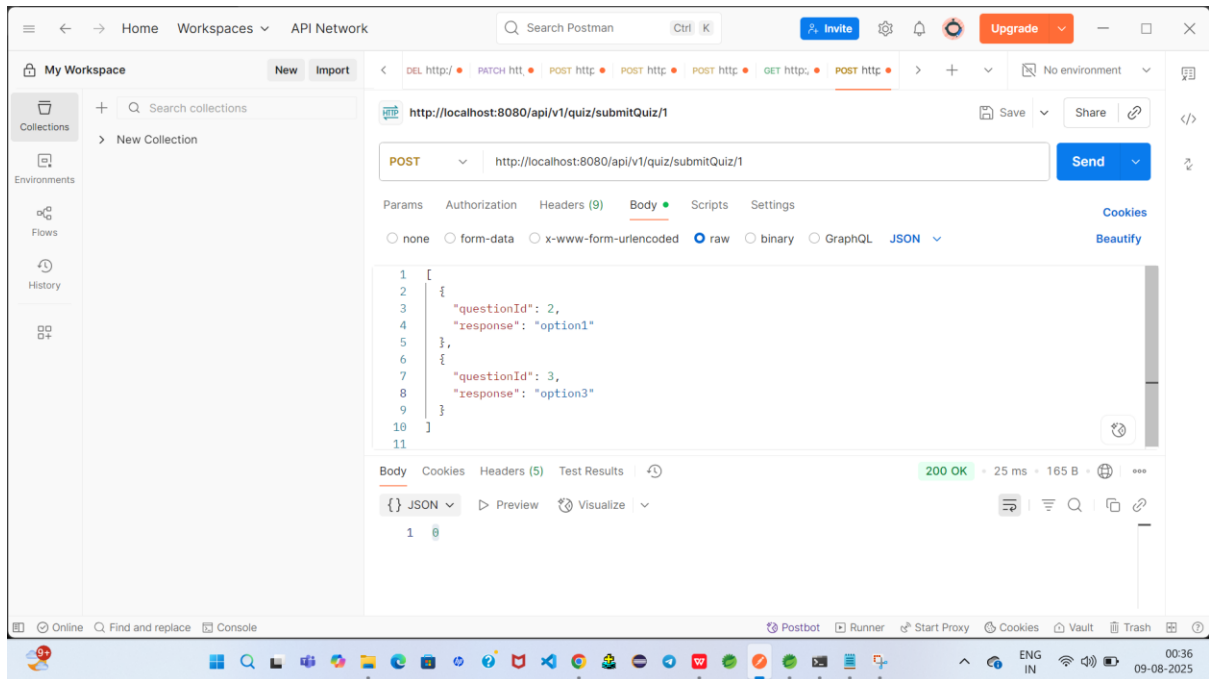 Home Workspaces API Network Search Postman Ctrl K Invite Upgrade
My Workspace New Import DEL http:/ PATCH htt POST http POST http POST http GET http:, POST http No environment
Collections Search collections http://localhost:8080/api/v1/quiz/submitQuiz/1 Save Share
New Collection
POST http://localhost:8080/api/v1/quiz/submitQuiz/1 Send
Environments
Params Authorization Headers (9) Body Scripts Settings Cookies
Flows
none form-data x-www-form-urlencoded raw binary GraphQL JSON Beautify
History
1 [
2 {
3 "questionId": 2,
4 "response": "option1"
5 },
6 {
7 "questionId": 3,
8 "response": "option3"
9 }
10 ]
11
Body Cookies Headers (5) Test Results 200 OK 25 ms 165 B
{} JSON Preview Visualize
1 0
Online Find and replace Console Postbot Runner Start Proxy Cookies Vault Trash
9+ ENG 00:36
IN 09-08-2025